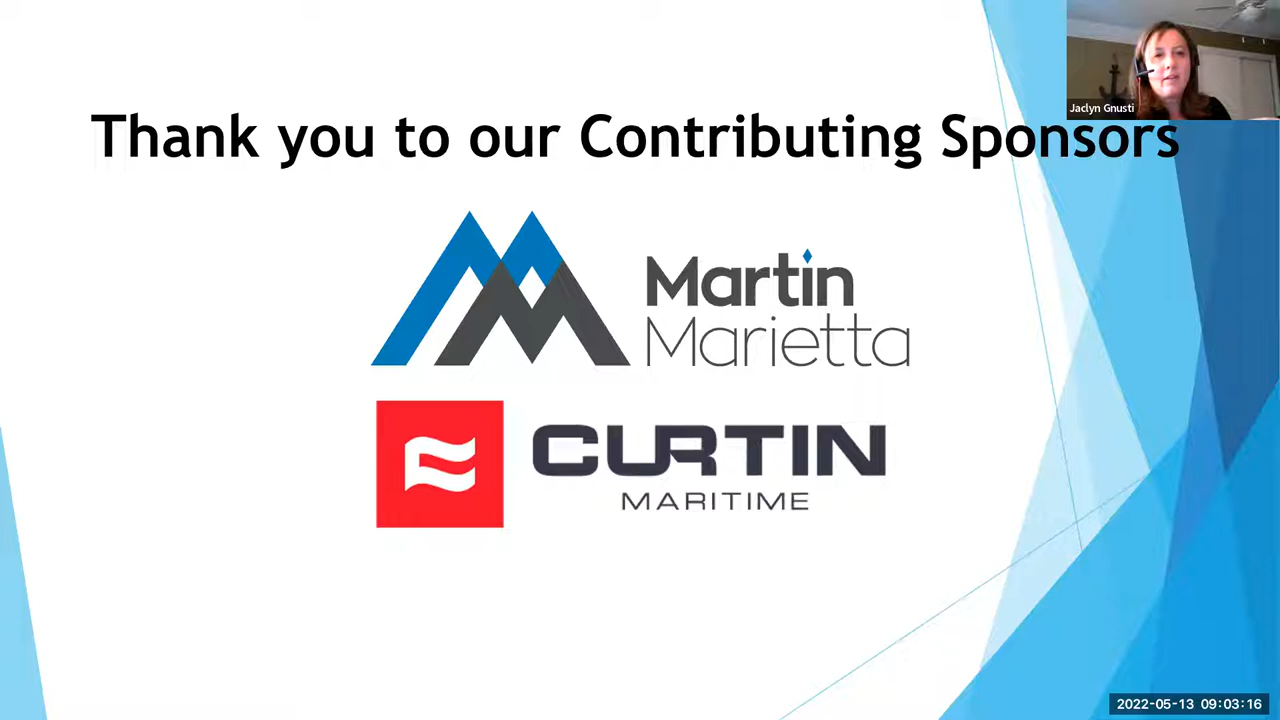 Jaclyn Gnusti
Thank you to our Contributing Sponsors
Martin
Marietta
CURTIN
MARITIME
2022-05-13 09:03:16